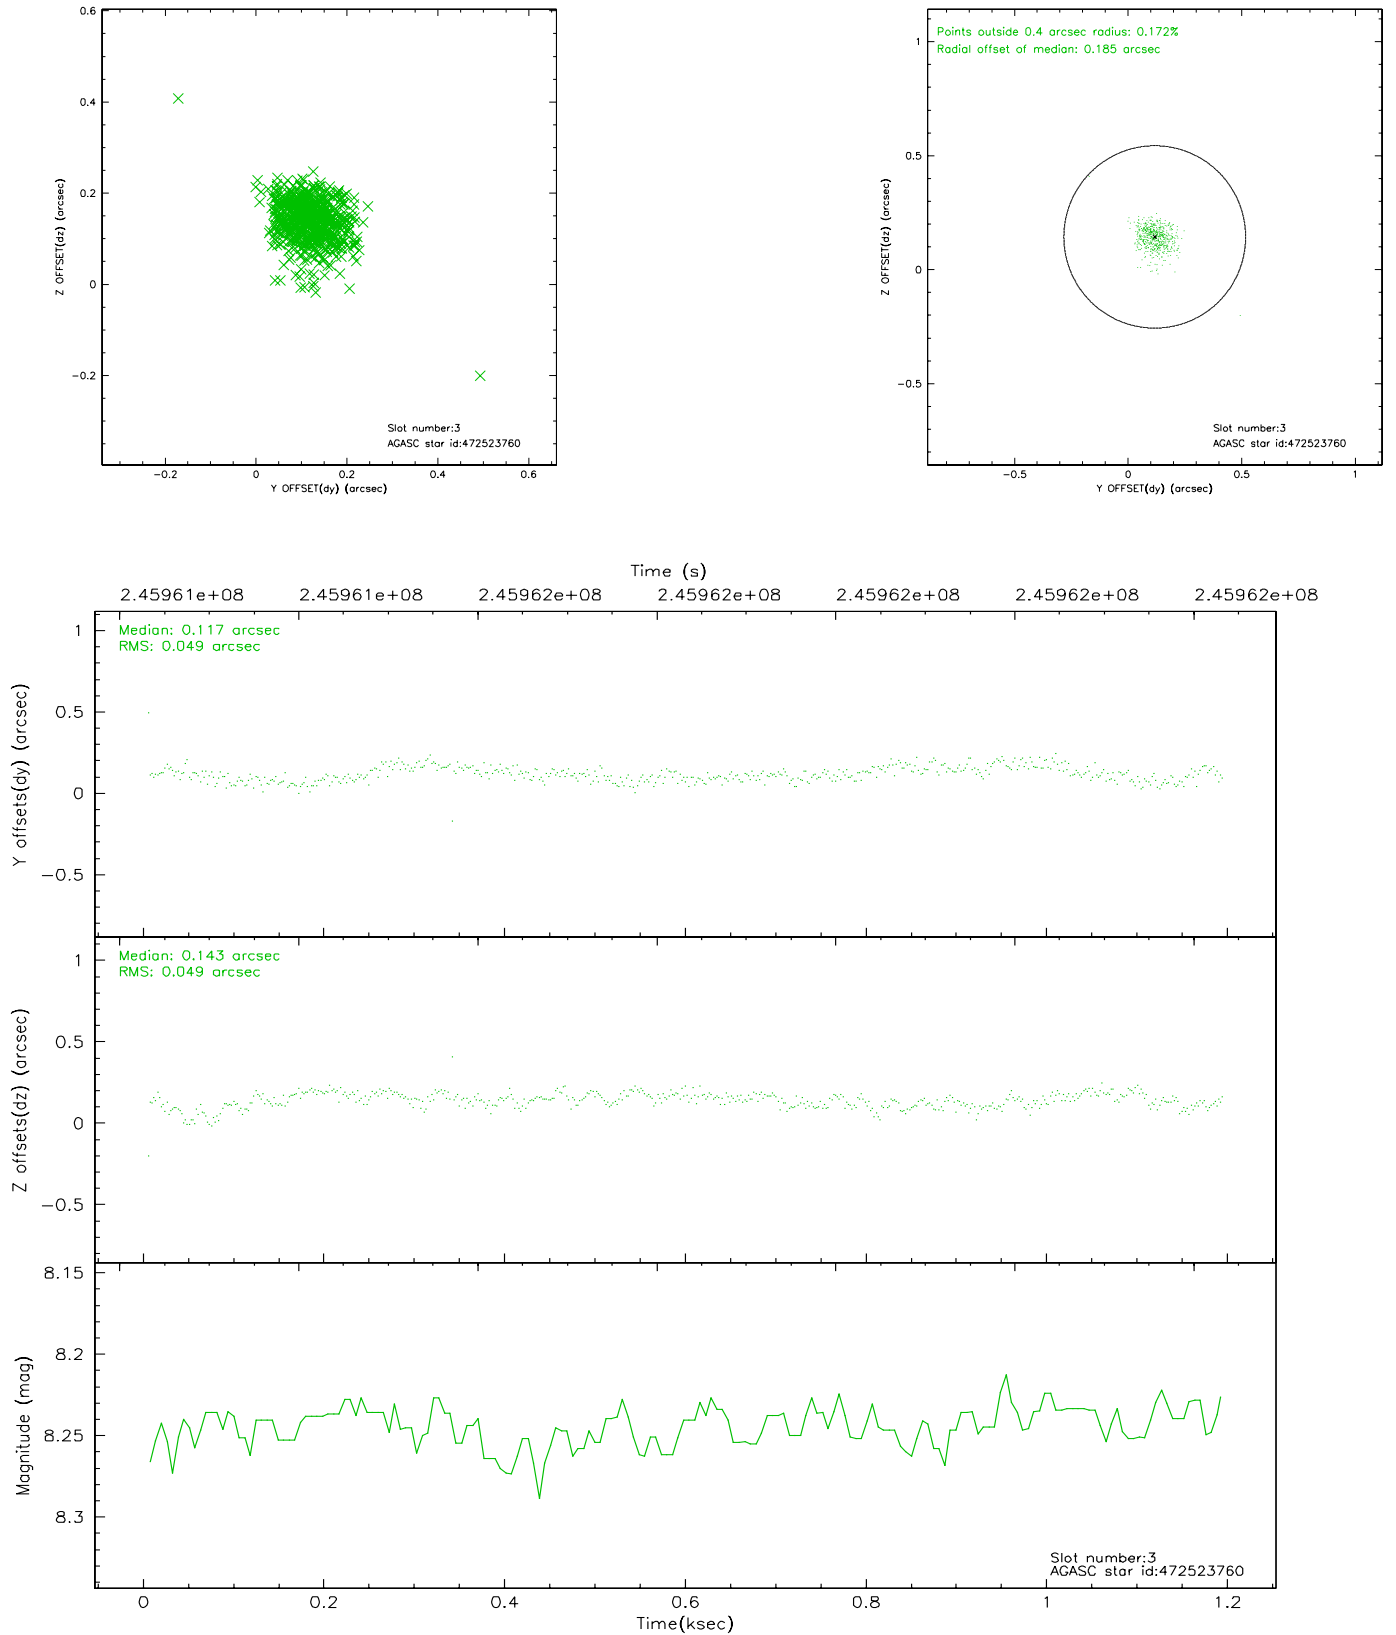 0.6
0.4
0.2
0
−0.2
Z OFFSET(dz) (arcsec)
Slot number:3
AGASC star id:472523760
−0.2 0 0.2 0.4 0.6
Y OFFSET(dy) (arcsec)
Points outside 0.4 arcsec radius: 0.172%
Radial offset of median: 0.185 arcsec
1
0.5
0
−0.5
Z OFFSET(dz) (arcsec)
Slot number:3
AGASC star id:472523760
−0.5 0 0.5 1
Y OFFSET(dy) (arcsec)
Time (s)
2.45961e+08 2.45961e+08 2.45962e+08 2.45962e+08 2.45962e+08 2.45962e+08 2.45962e+08
Median: 0.117 arcsec
RMS: 0.049 arcsec
1
0.5
0
−0.5
Y offsets(dy) (arcsec)
Median: 0.143 arcsec
RMS: 0.049 arcsec
1
0.5
0
−0.5
Z offsets(dz) (arcsec)
8.15
8.2
8.25
8.3
Magnitude (mag)
Slot number:3
AGASC star id:472523760
0 0.2 0.4 0.6 0.8 1 1.2
Time(ksec)